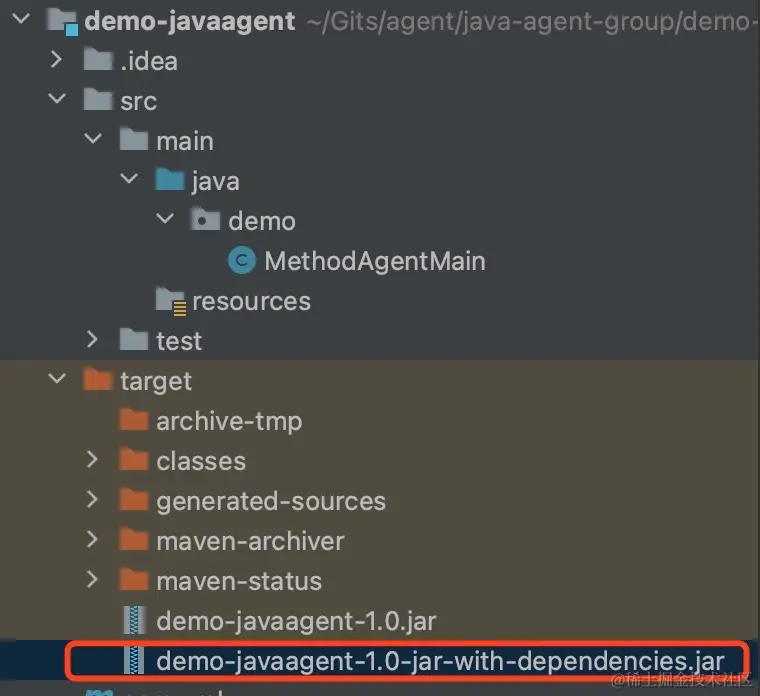 demo-javaagent ~/Gits/agent/java-agent-group/demo-
.idea
src
main
java
demo
C MethodAgentMain
resources
test
target
archive-tmp
classes
generated-sources
maven-archiver
maven-status
demo-javaagent-1.0.jar
demo-javaagent-1.0-jar-with-dependencies.jar
@稀土掘金技术社区